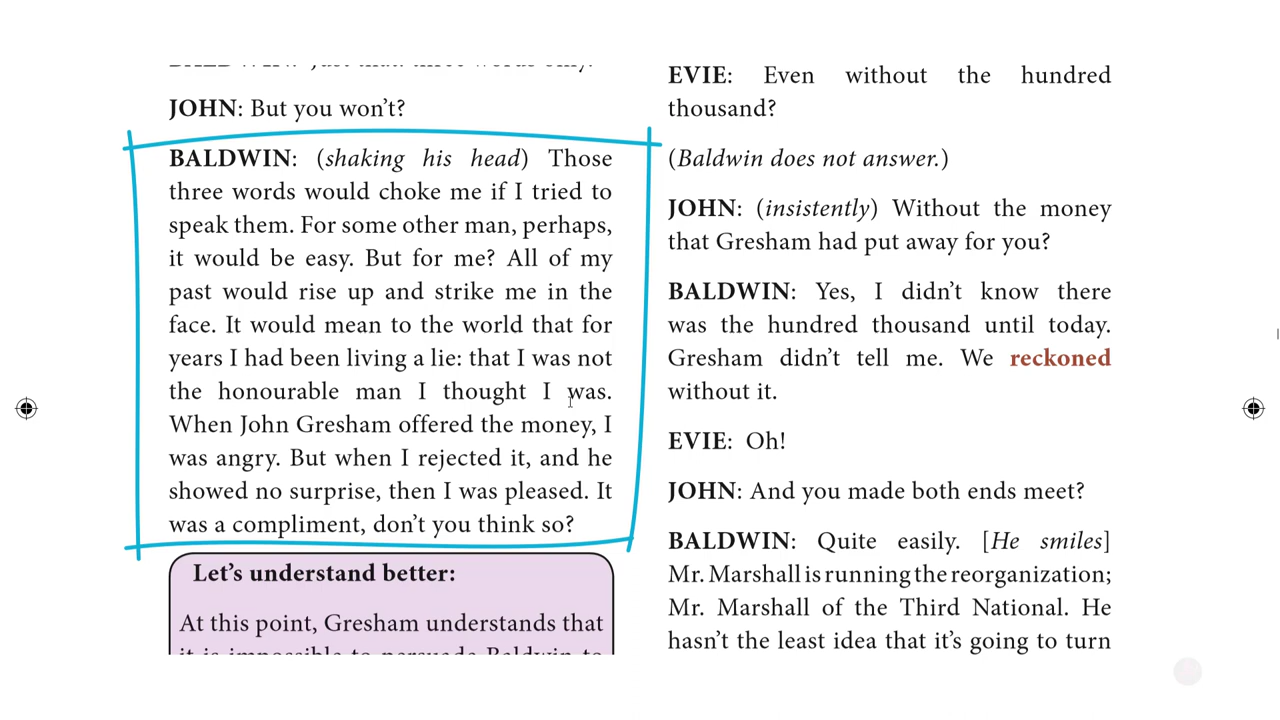 JOHN: But you won't?
BALDWIN: (shaking his head) Those
three words would choke me if I tried to
speak them. For some other man, perhaps,
it would be easy. But for me? All of my
past would rise up and strike me in the
face. It would mean to the world that for
years I had been living a lie: that I was not
the honourable man I thought I was.
When John Gresham offered the money, I
was angry. But when I rejected it, and he
showed no surprise, then I was pleased. It
was a compliment, don't you think so?
Let's understand better:
At this point, Gresham understands that
EVIE: Even without the hundred
thousand?
(Baldwin does not answer.)
JOHN: (insistently) Without the money
that Gresham had put away for you?
BALDWIN: Yes, I didn't know there
was the hundred thousand until today.
Gresham didn't tell me. We reckoned
without it.
EVIE: Oh!
JOHN: And you made both ends meet?
BALDWIN: Quite easily. [He smiles]
Mr. Marshall is running the reorganization;
Mr. Marshall of the Third National. He
hasn't the least idea that it's going to turn